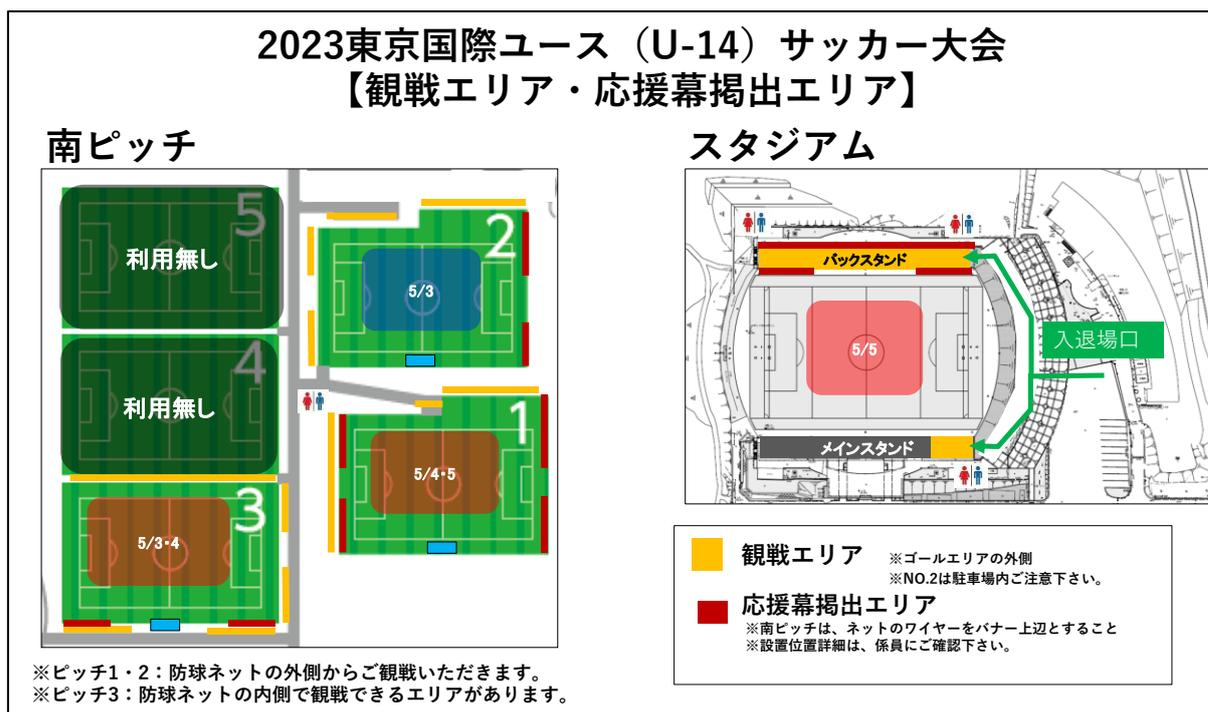 2023東京国際ユース（U-14）サッカー大会
【観戦エリア・応援幕掲出エリア】
南ピッチ
5
利用無し
4
利用無し
3
5/3・4
2
5/3
1
5/4・5
※ピッチ1・2：防球ネットの外側からご観戦いただきます。
※ピッチ3：防球ネットの内側で観戦できるエリアがあります。
スタジアム
バックスタンド
5/5
入退場口
メインスタンド
観戦エリア ※ゴールエリアの外側
※NO.2は駐車場内ご注意下さい。
応援幕掲出エリア
※南ピッチは、ネットのワイヤーをバナー上辺とすること
※設置位置詳細は、係員にご確認下さい。